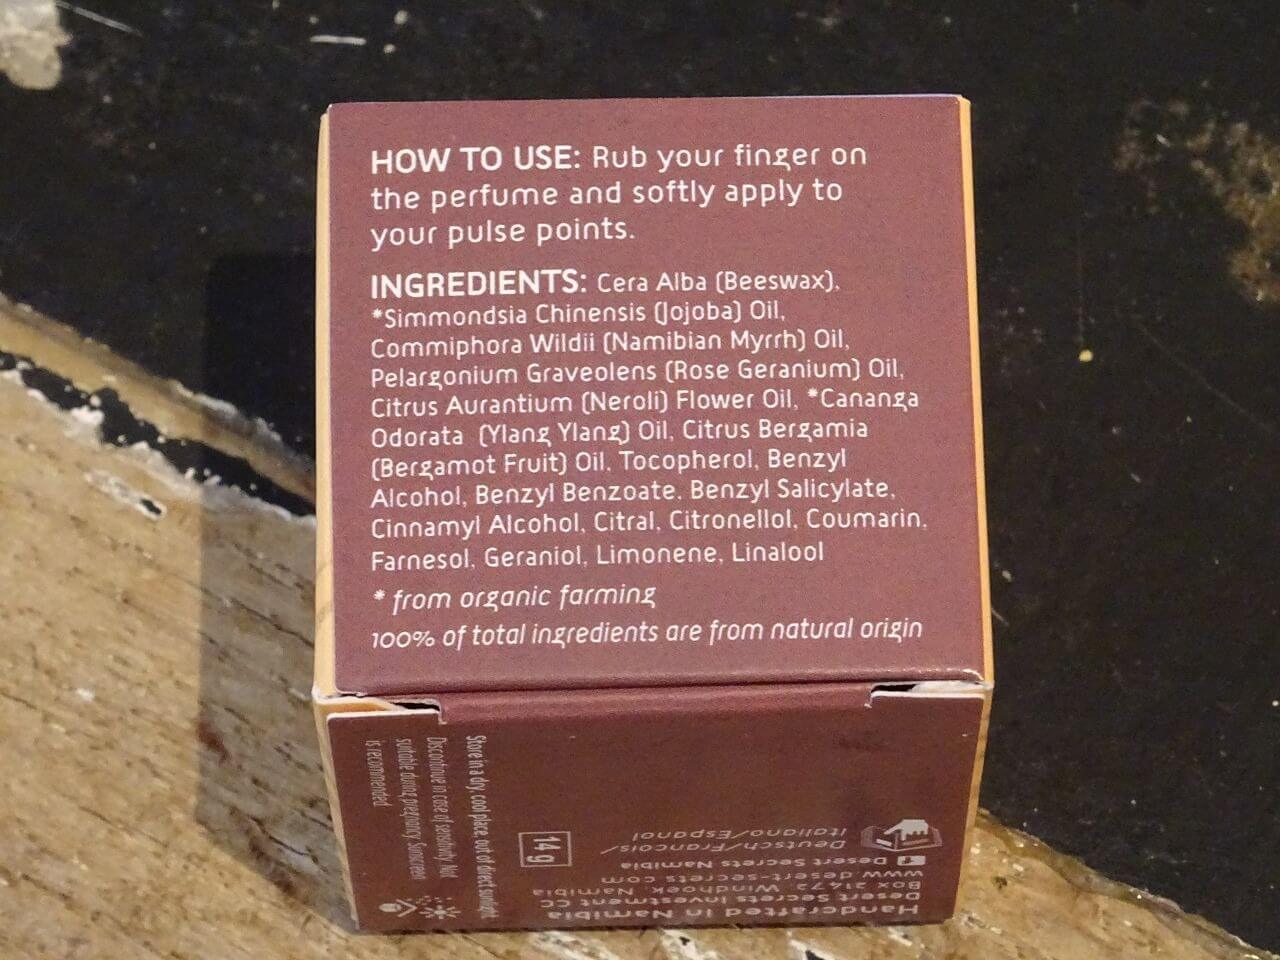 HOW TO USE: Rub your finger on
the perfume and softly apply to
your pulse points.
INGREDIENTS: Cera Alba (Beeswax),
*Simmondsia Chinensis (Jojoba) Oil,
Commiphora Wildii (Namibian Myrrh) Oil,
Pelargonium Graveolens (Rose Geranium) Oil,
Citrus Aurantium (Neroli) Flower Oil, *Cananga
Odorata (Ylang Ylang) Oil, Citrus Bergamia
(Bergamot Fruit) Oil, Tocopherol, Benzyl
Alcohol, Benzyl Benzoate. Benzyl Salicylate,
Cinnamyl Alcohol, Citral, Citronellol, Coumarin,
Farnesol, Geraniol, Limonene, Linalool
* from organic farming
100% of total ingredients are from natural origin
Store in a dry, cool place, out of direct sunlight.
Discontinue in case of sensitivity. Not
suitable during pregnancy. Sunscreen
is recommended
14 g
Handcrafted in Namibia
Desert Secrets Investment CC
Box 21472, Windhoek, Namibia
www.desert-secrets.com
Desert Secrets Namibia
Deutsch/Francois/
Italiano/Espanol